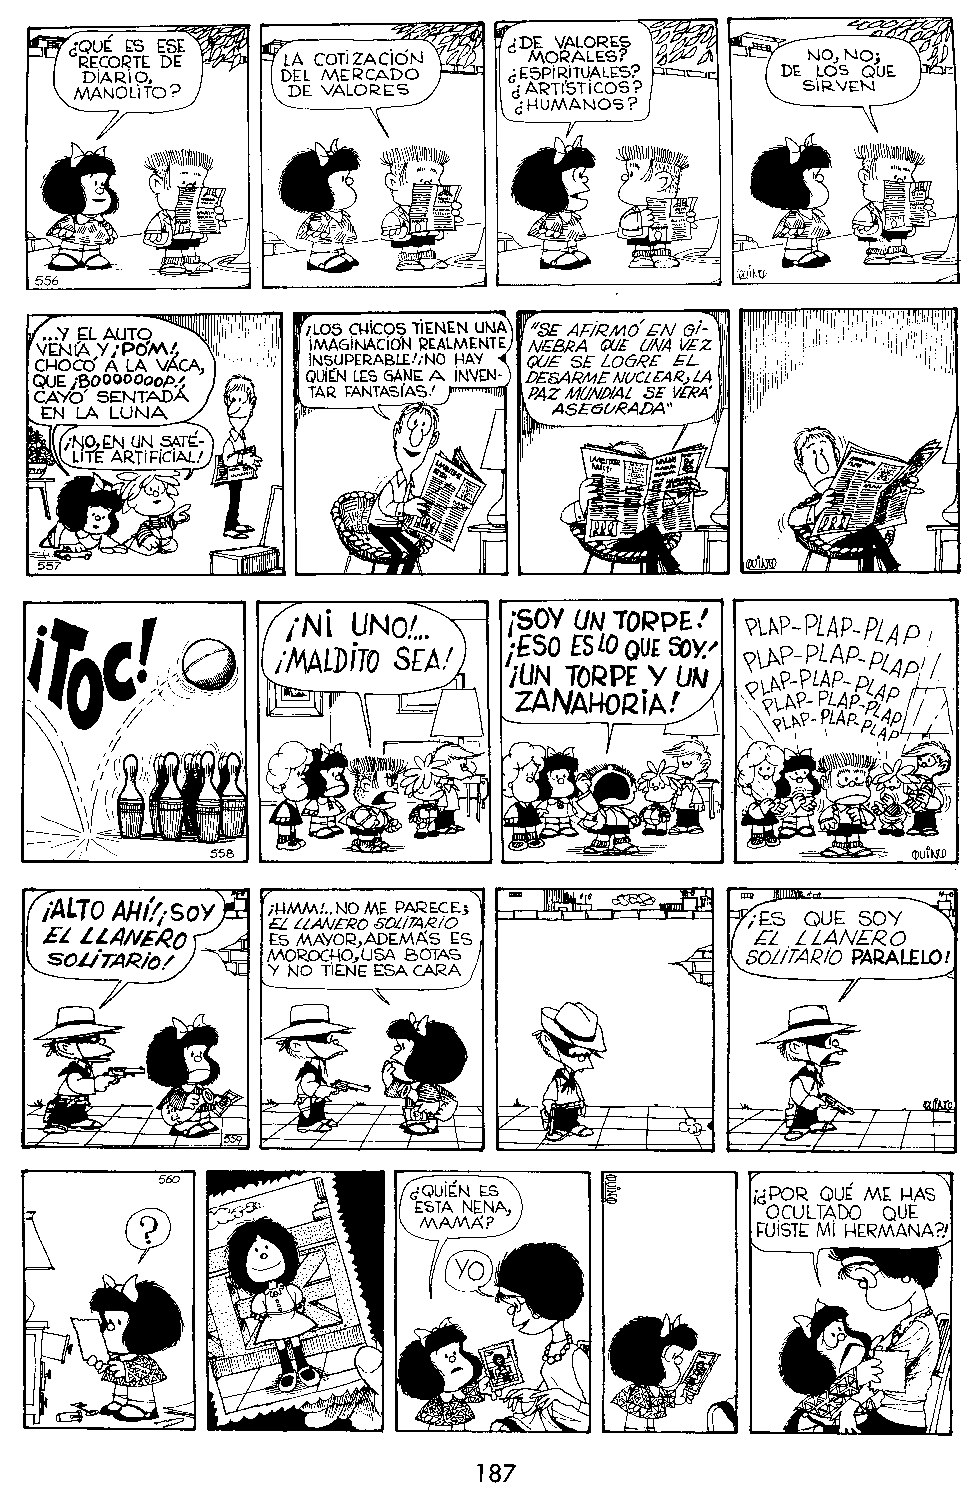 ¿QUÉ ES ESE
RECORTE DE
DIARIO,
MANOLITO?
556
LA COTIZACIÓN
DEL MERCADO
DE VALORES
¿DE VALORES
MORALES?
¿ESPIRITUALES?
¿ARTÍSTICOS?
¿HUMANOS?
NO, NO;
DE LOS QUE
SIRVEN
QUINO
...Y EL AUTO
VENÍA Y ¡POM!,
CHOCÓ A LA VACA,
QUE ¡BOOOOOOOP!,
CAYÓ SENTADA
EN LA LUNA
¡NO, EN UN SATÉ-
LITE ARTIFICIAL!
557
¡LOS CHICOS TIENEN UNA
IMAGINACIÓN REALMENTE
INSUPERABLE!¡NO HAY
QUIÉN LES GANE A INVEN-
TAR FANTASÍAS!
"SE AFIRMÓ EN GI-
NEBRA QUE UNA VEZ
QUE SE LOGRE EL
DESARME NUCLEAR, LA
PAZ MUNDIAL SE VERÁ
ASEGURADA"
QUINO
¡TOC!
558
¡NI UNO!...
¡MALDITO SEA!
¡SOY UN TORPE!
¡ESO ES LO QUE SOY!
¡UN TORPE Y UN
ZANAHORIA!
PLAP-PLAP-PLAP
PLAP-PLAP-PLAP
PLAP-PLAP-PLAP
PLAP-PLAP-PLAP
PLAP-PLAP-PLAP
QUINO
¡ALTO AHÍ!¡SOY
EL LLANERO
SOLITARIO!
559
¡HMM!..NO ME PARECE;
EL LLANERO SOLITARIO
ES MAYOR, ADEMÁS ES
MOROCHO, USA BOTAS
Y NO TIENE ESA CARA
¡ES QUE SOY
EL LLANERO
SOLITARIO PARALELO!
QUINO
560
?
¿QUIÉN ES
ESTA NENA,
MAMÁ?
YO
QUINO
¡¿POR QUÉ ME HAS
OCULTADO QUE
FUISTE MI HERMANA?!
187